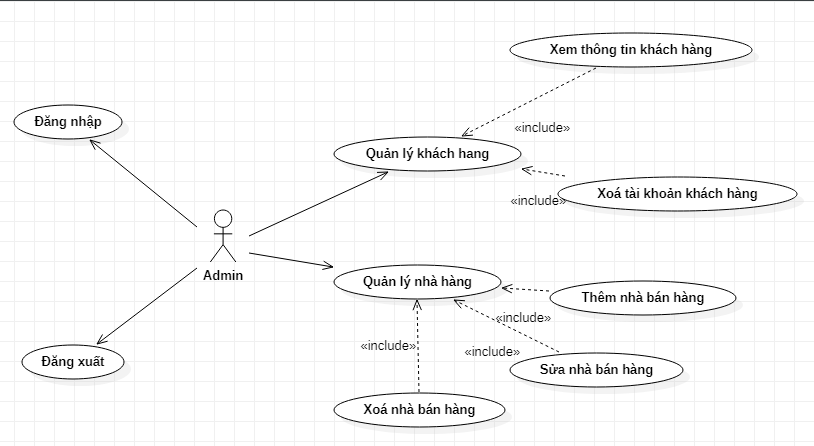 Xem thông tin khách hàng
Đăng nhập
«include»
Quản lý khách hang
Xoá tài khoản khách hàng
«include»
Admin
Quản lý nhà hàng
Thêm nhà bán hàng
«include»
«include»
«include»
Đăng xuất
Sửa nhà bán hàng
Xoá nhà bán hàng